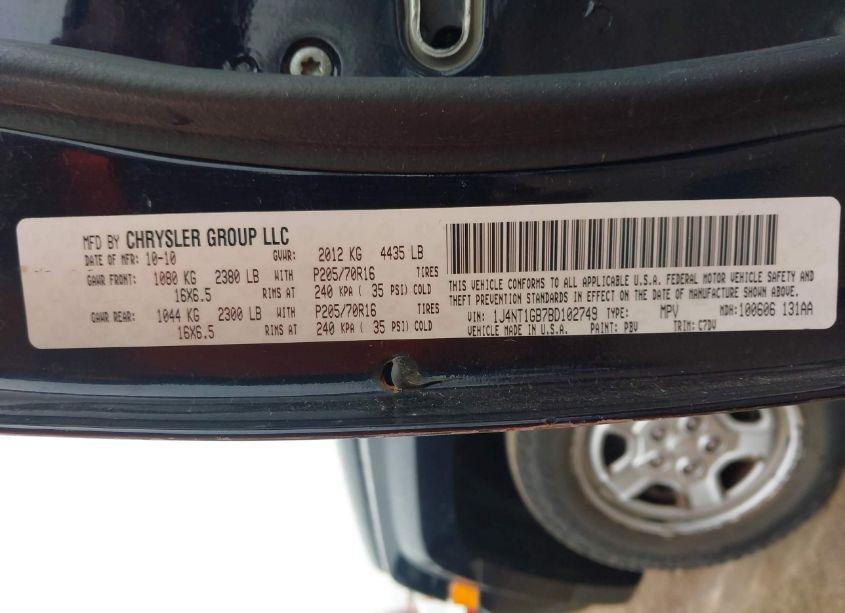 MFD BY CHRYSLER GROUP LLC
DATE OF MFR: 10-10 GVWR: 2012 KG 4435 LB
GAWR FRONT: 1080 KG 2380 LB WITH P205/70R16 TIRES
16X6.5 RIMS AT 240 KPA ( 35 PSI) COLD
GAWR REAR: 1044 KG 2300 LB WITH P205/70R16 TIRES
16X6.5 RIMS AT 240 KPA ( 35 PSI) COLD
THIS VEHICLE CONFORMS TO ALL APPLICABLE U.S.A. FEDERAL MOTOR VEHICLE SAFETY AND
THEFT PREVENTION STANDARDS IN EFFECT ON THE DATE OF MANUFACTURE SHOWN ABOVE.
VIN: 1J4NT1GB7BD102749 TYPE: MPV MDH: 100606 131AA
VEHICLE MADE IN U.S.A. PAINT: PBV TRIM: C7DV